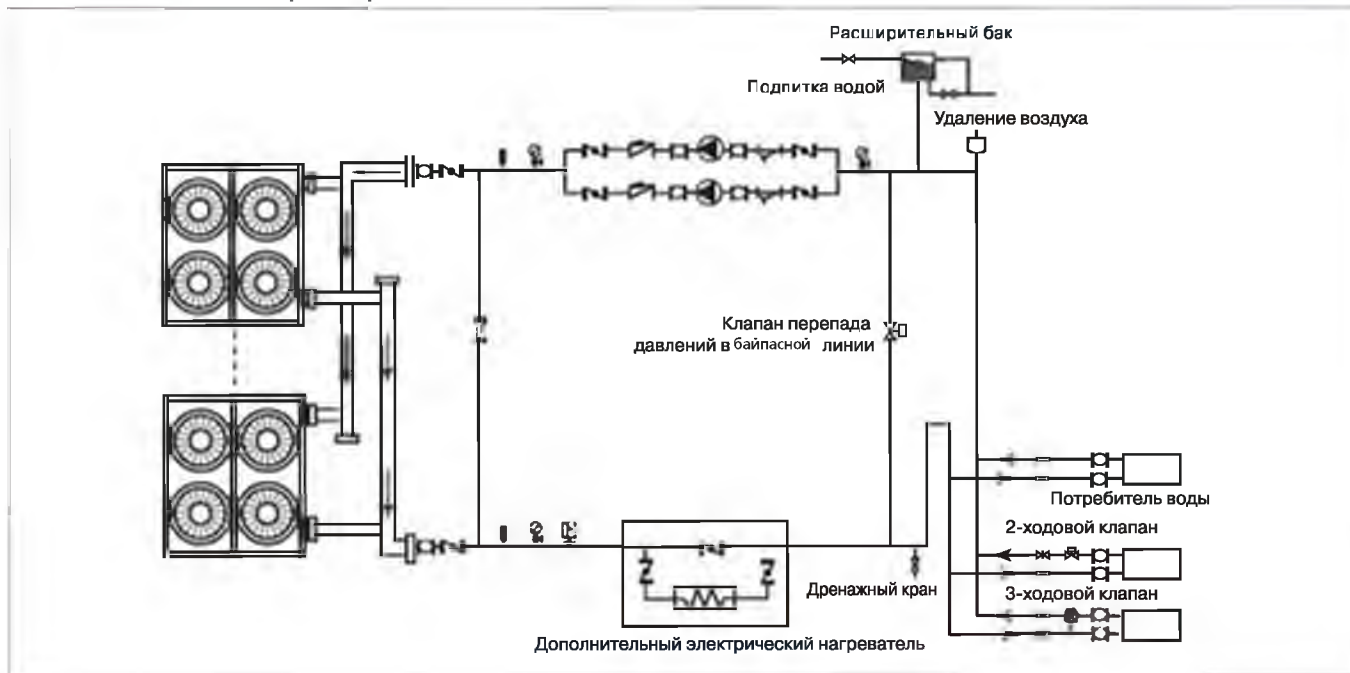 Расширительный бак
Подпитка водой
Удаление воздуха
Клапан перепада
давлений в байпасной линии
Потребитель воды
2-ходовой клапан
3-ходовой клапан
Дренажный кран
Дополнительный электрический нагреватель